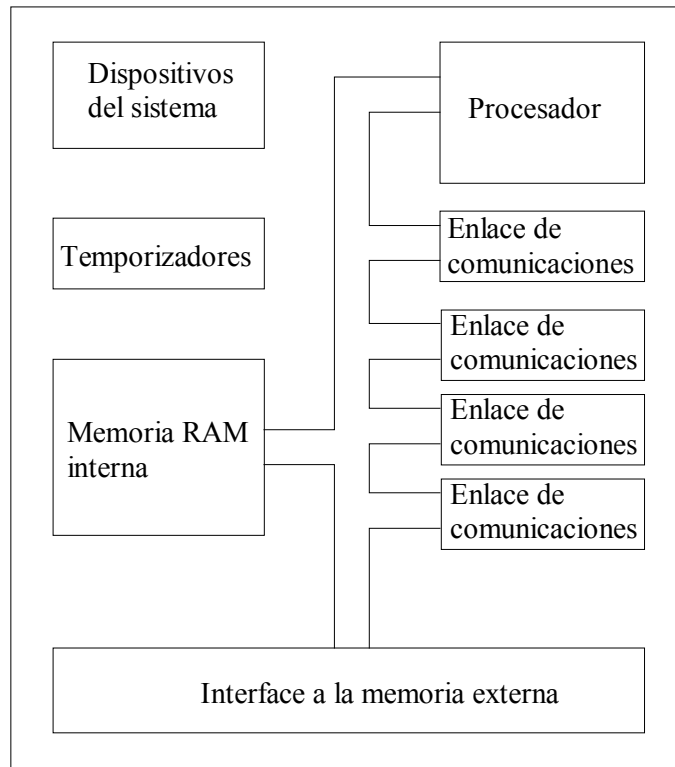 Dispositivos
del sistema
Procesador
Temporizadores
Enlace de
comunicaciones
Enlace de
comunicaciones
Memoria RAM
interna
Enlace de
comunicaciones
Enlace de
comunicaciones
Interface a la memoria externa